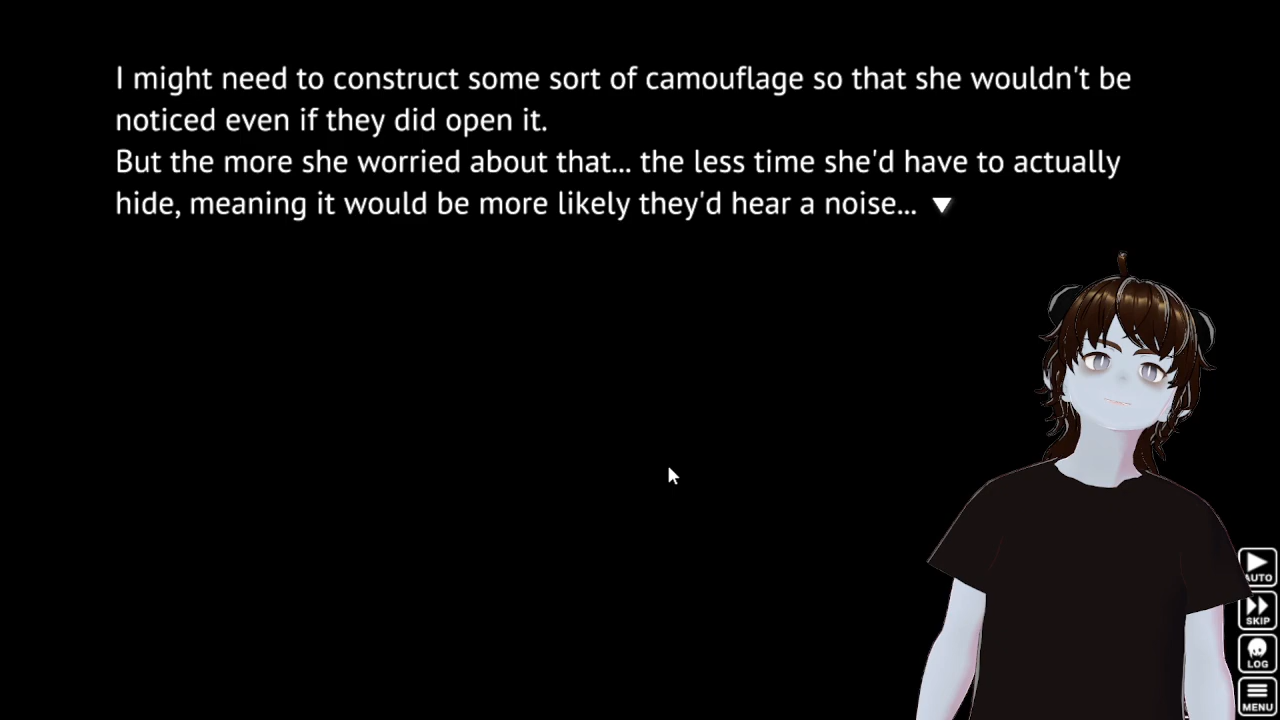 I might need to construct some sort of camouflage so that she wouldn't be
noticed even if they did open it.
But the more she worried about that... the less time she'd have to actually
hide, meaning it would be more likely they'd hear a noise...
AUTO
SKIP
LOG
MENU